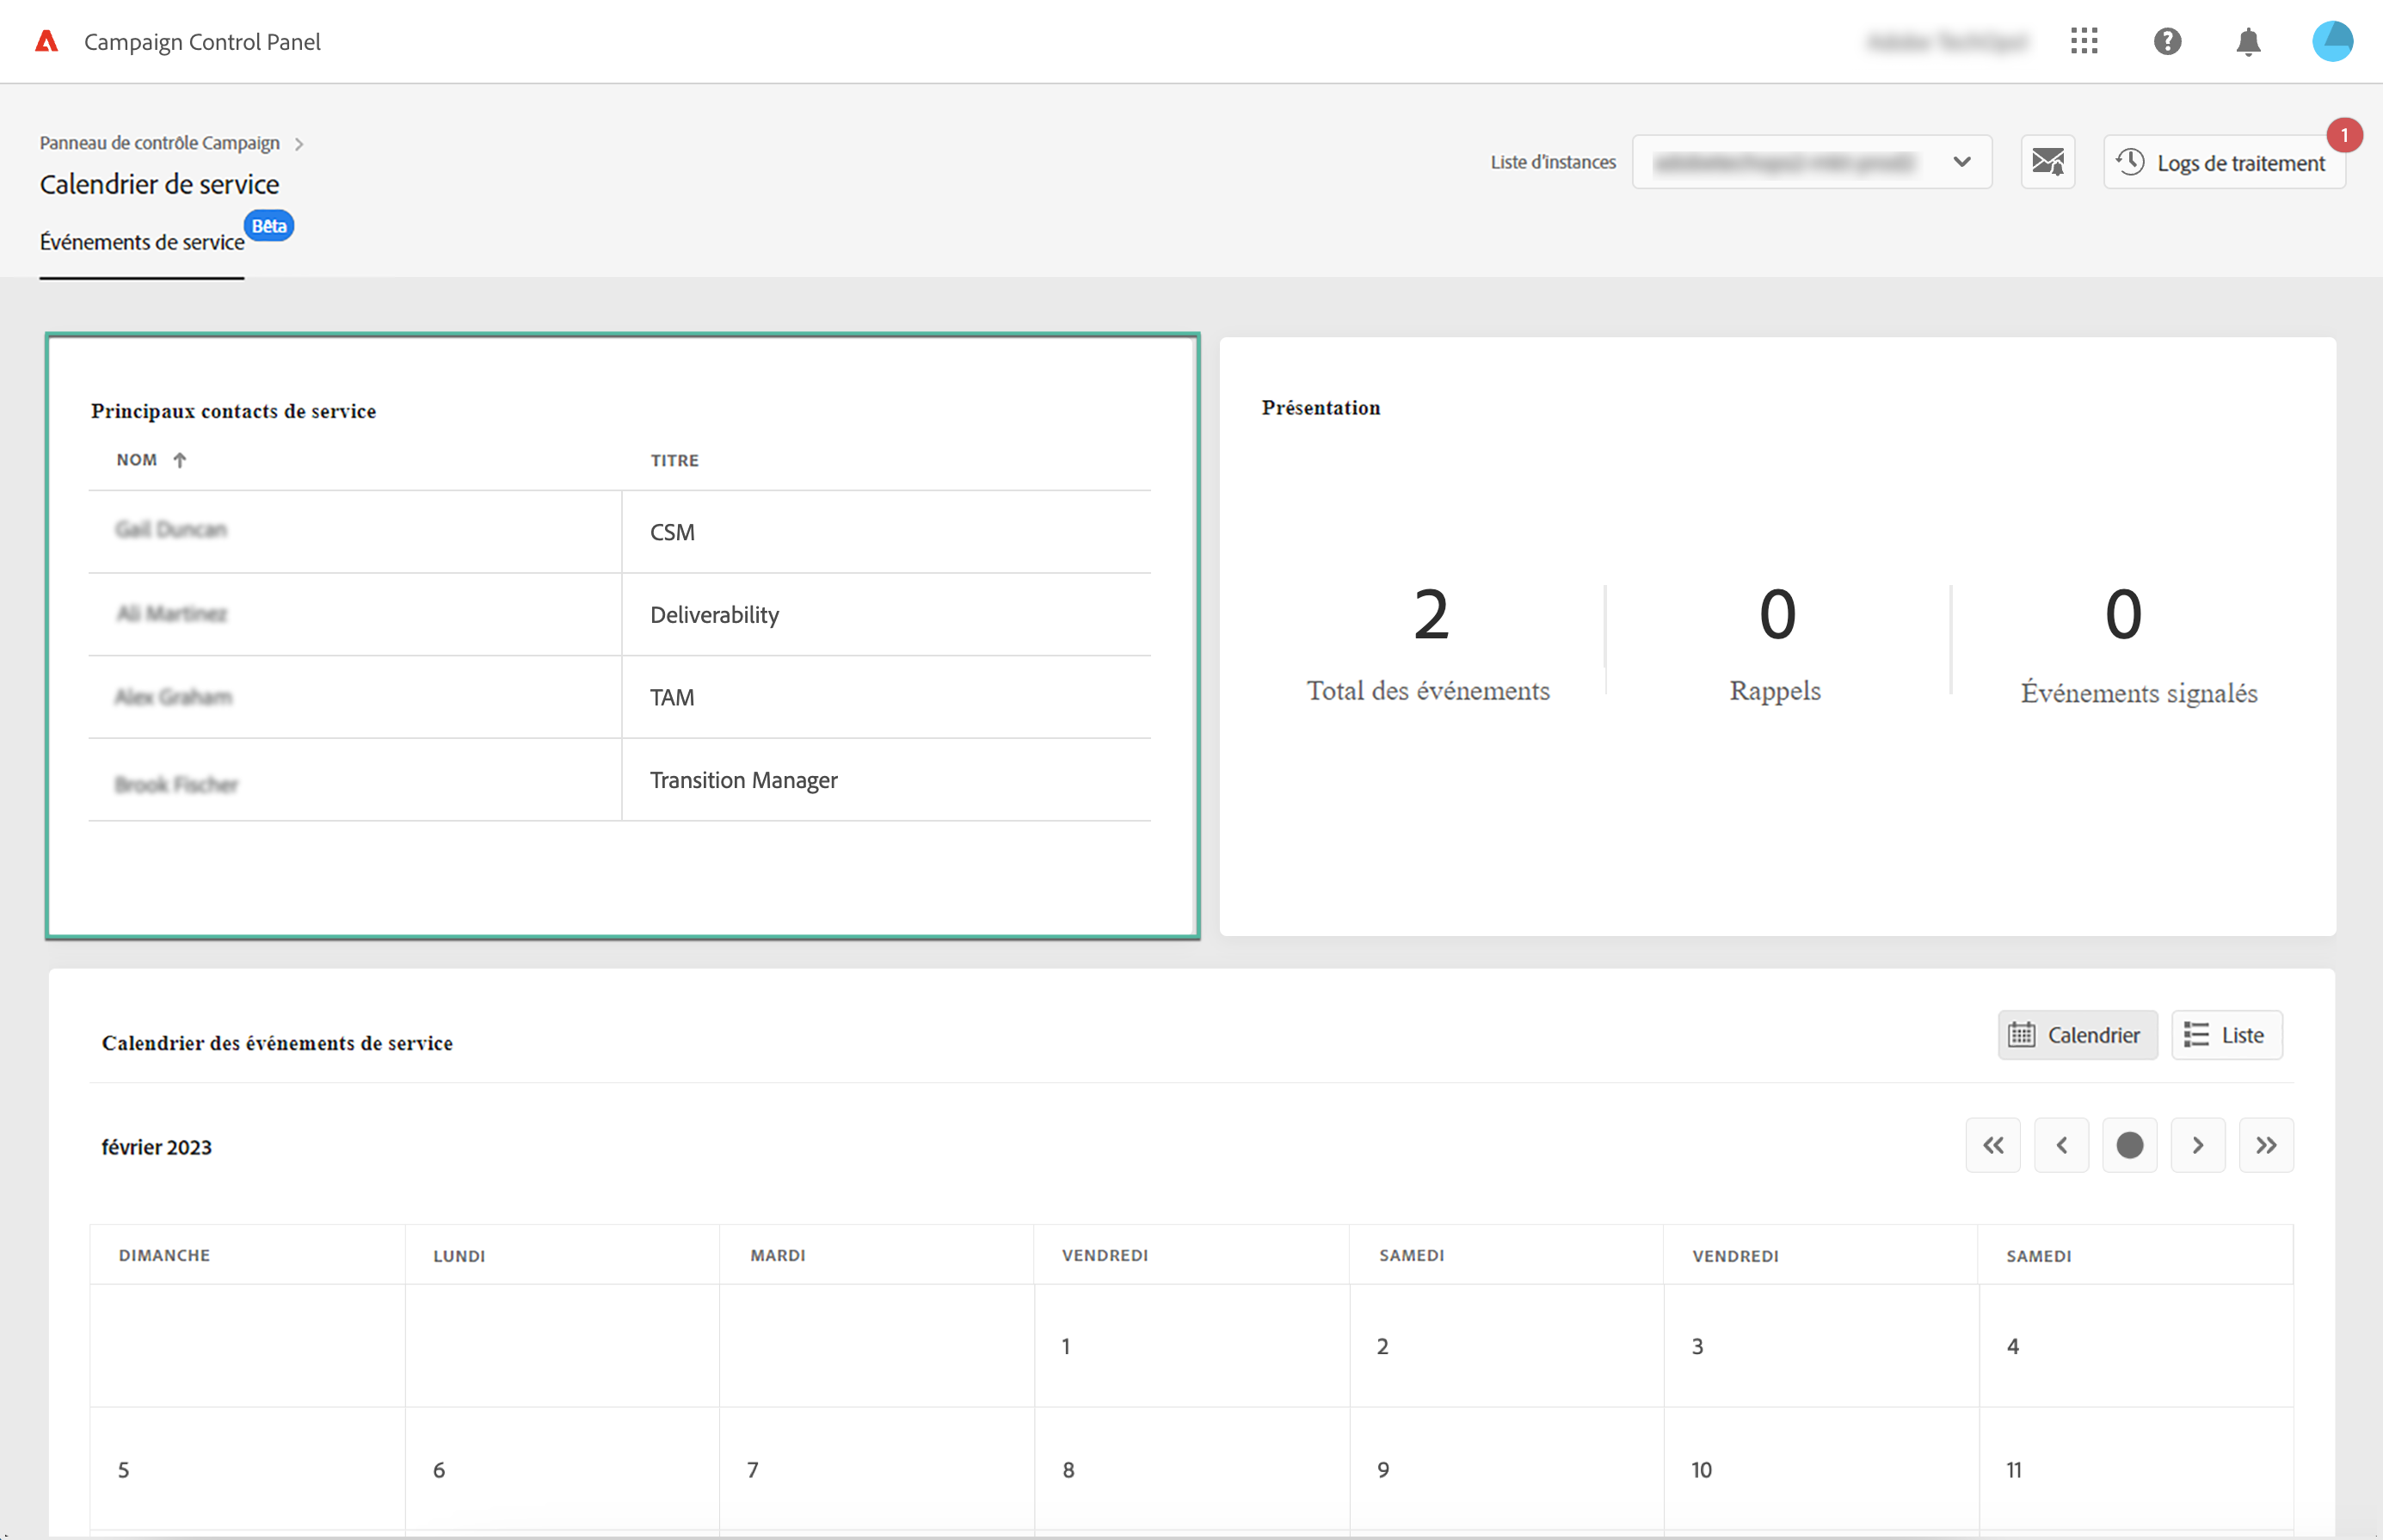 Campaign Control Panel
Panneau de contrôle Campaign
Calendrier de service
Événements de service
Bêta
Liste d'instances
Logs de traitement
1
Principaux contacts de service
NOM
TITRE
Gail Duncan
CSM
Ali Martinez
Deliverability
Alex Graham
TAM
Brook Fischer
Transition Manager
Présentation
2
0
0
Total des événements
Rappels
Événements signalés
Calendrier des événements de service
Calendrier
Liste
février 2023
DIMANCHE
LUNDI
MARDI
VENDREDI
SAMEDI
VENDREDI
SAMEDI
1
2
3
4
5
6
7
8
9
10
11